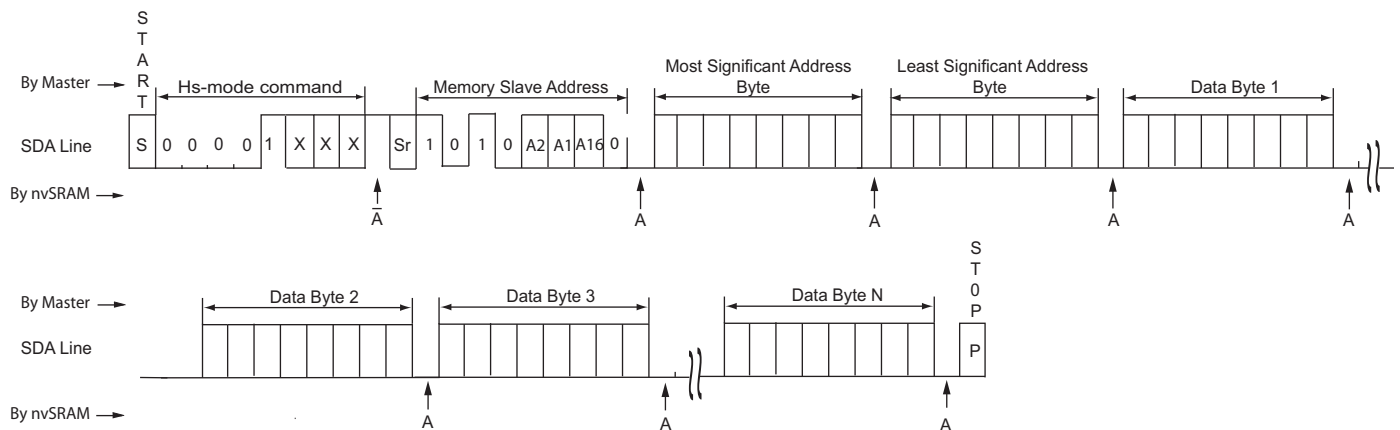 START
By Master
Hs-mode command
Memory Slave Address
Most Significant Address
Byte
Least Significant Address
Byte
Data Byte 1
SDA Line
S 0 0 0 0 1 X X X Sr 1 0 1 0 A2 A1 A16 0
By nvSRAM
A̅ A A A A
ST0P
By Master
Data Byte 2
Data Byte 3
Data Byte N
SDA Line
P
By nvSRAM
A A A